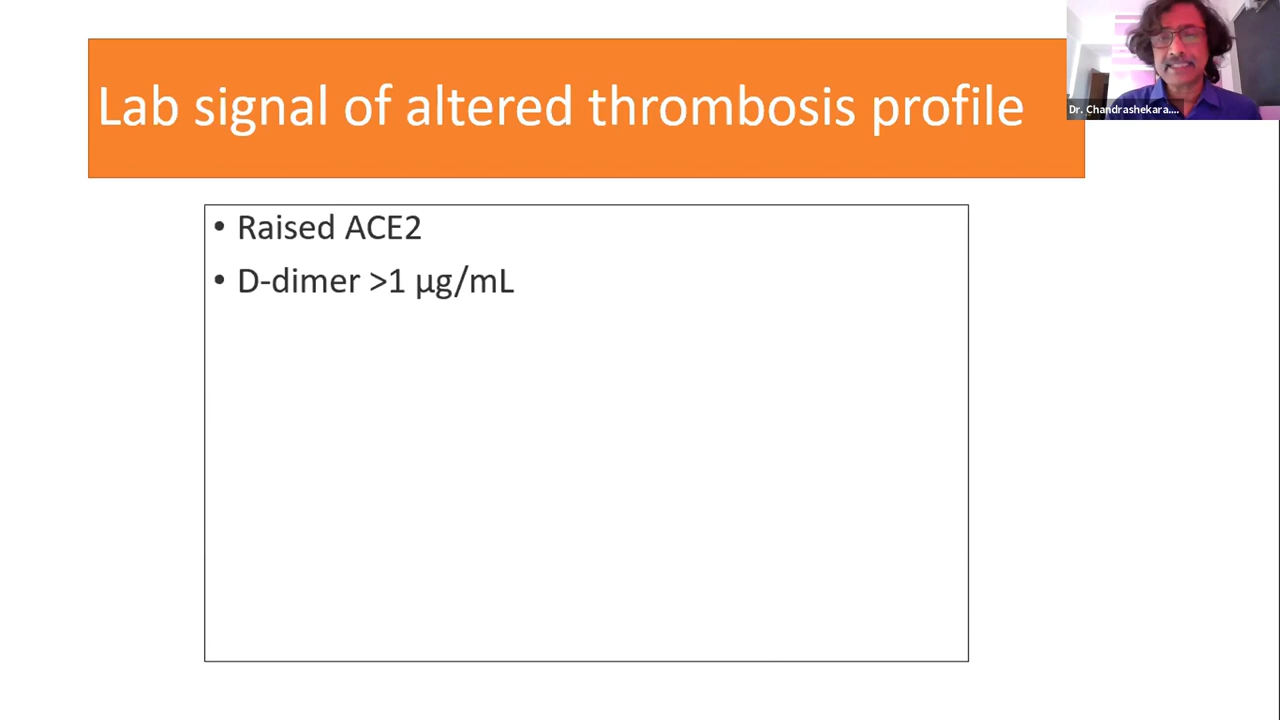 Lab signal of altered thrombosis profile
Dr. Chandrashekara....
• Raised ACE2
• D-dimer >1 µg/mL